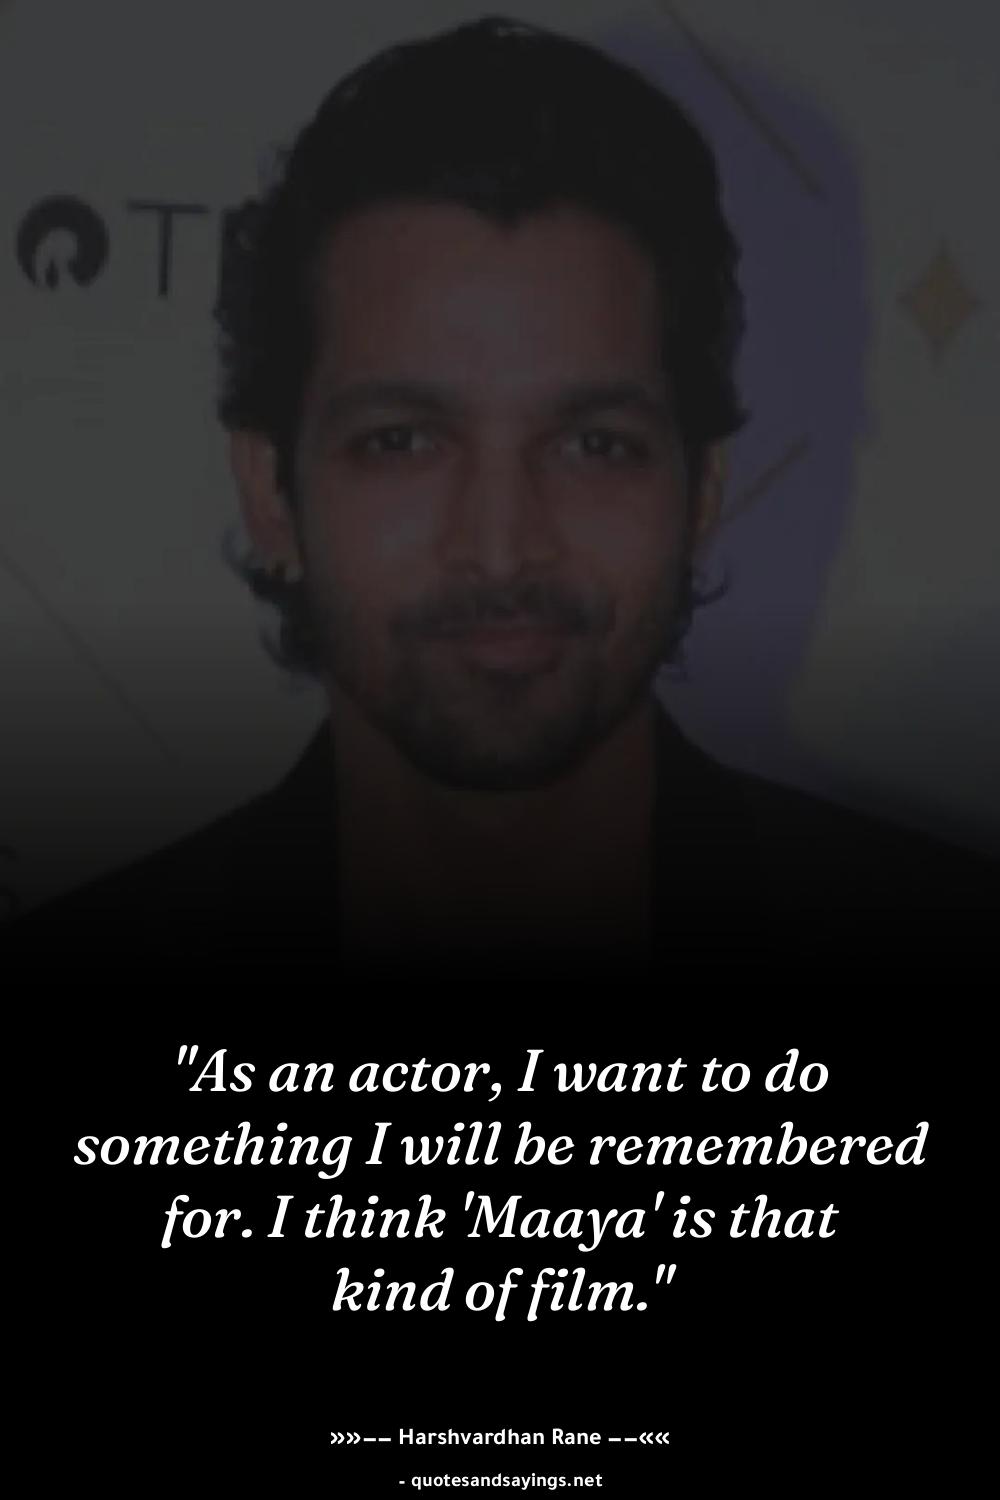 T
"As an actor, I want to do
something I will be remembered
for. I think 'Maaya' is that
kind of film."
»»−− Harshvardhan Rane −−««
- quotesandsayings.net